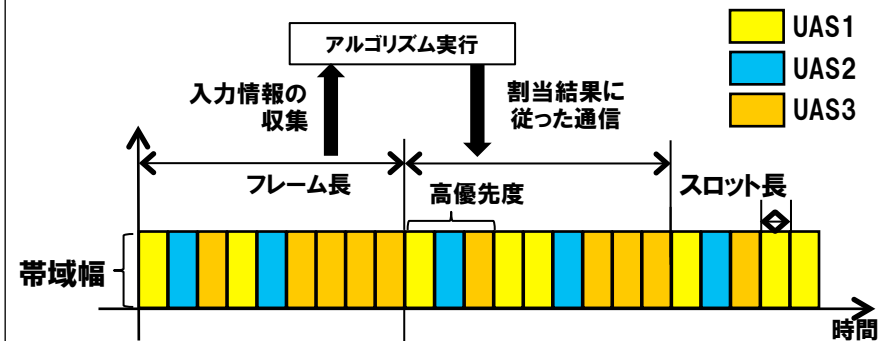 アルゴリズム実行
UAS1
UAS2
UAS3
入力情報の
収集
割当結果に
従った通信
フレーム長
高優先度
スロット長
帯域幅
時間